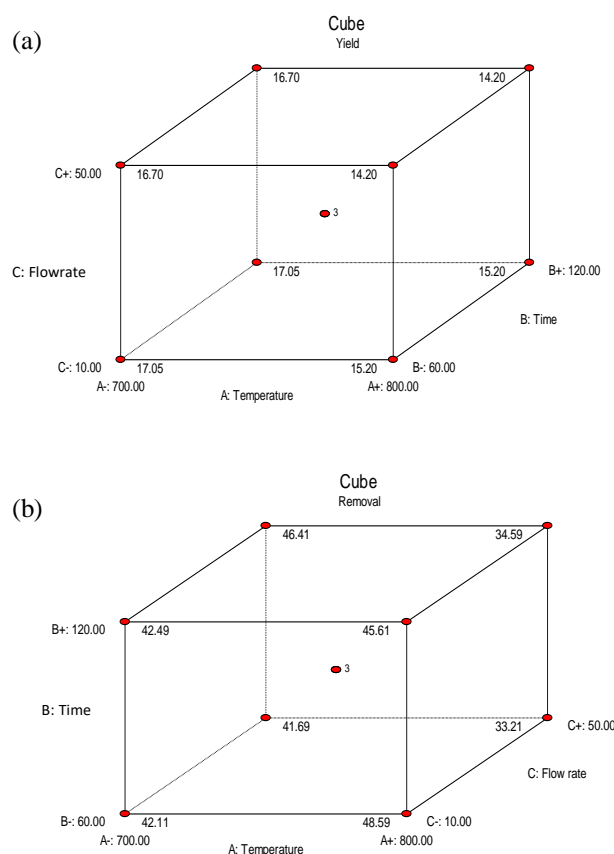 (a)
Cube
Yield
16.70 14.20
C+: 50.00 16.70 14.20
3
C: Flowrate 17.05 15.20 B+: 120.00
B: Time
C-: 10.00 17.05 15.20 B-: 60.00
A-: 700.00 A: Temperature A+: 800.00
(b)
Cube
Removal
46.41 34.59
B+: 120.00 42.49 45.61
3
B: Time 41.69 33.21 C+: 50.00
C: Flow rate
B-: 60.00 42.11 48.59 C-: 10.00
A-: 700.00 A: Temperature A+: 800.00